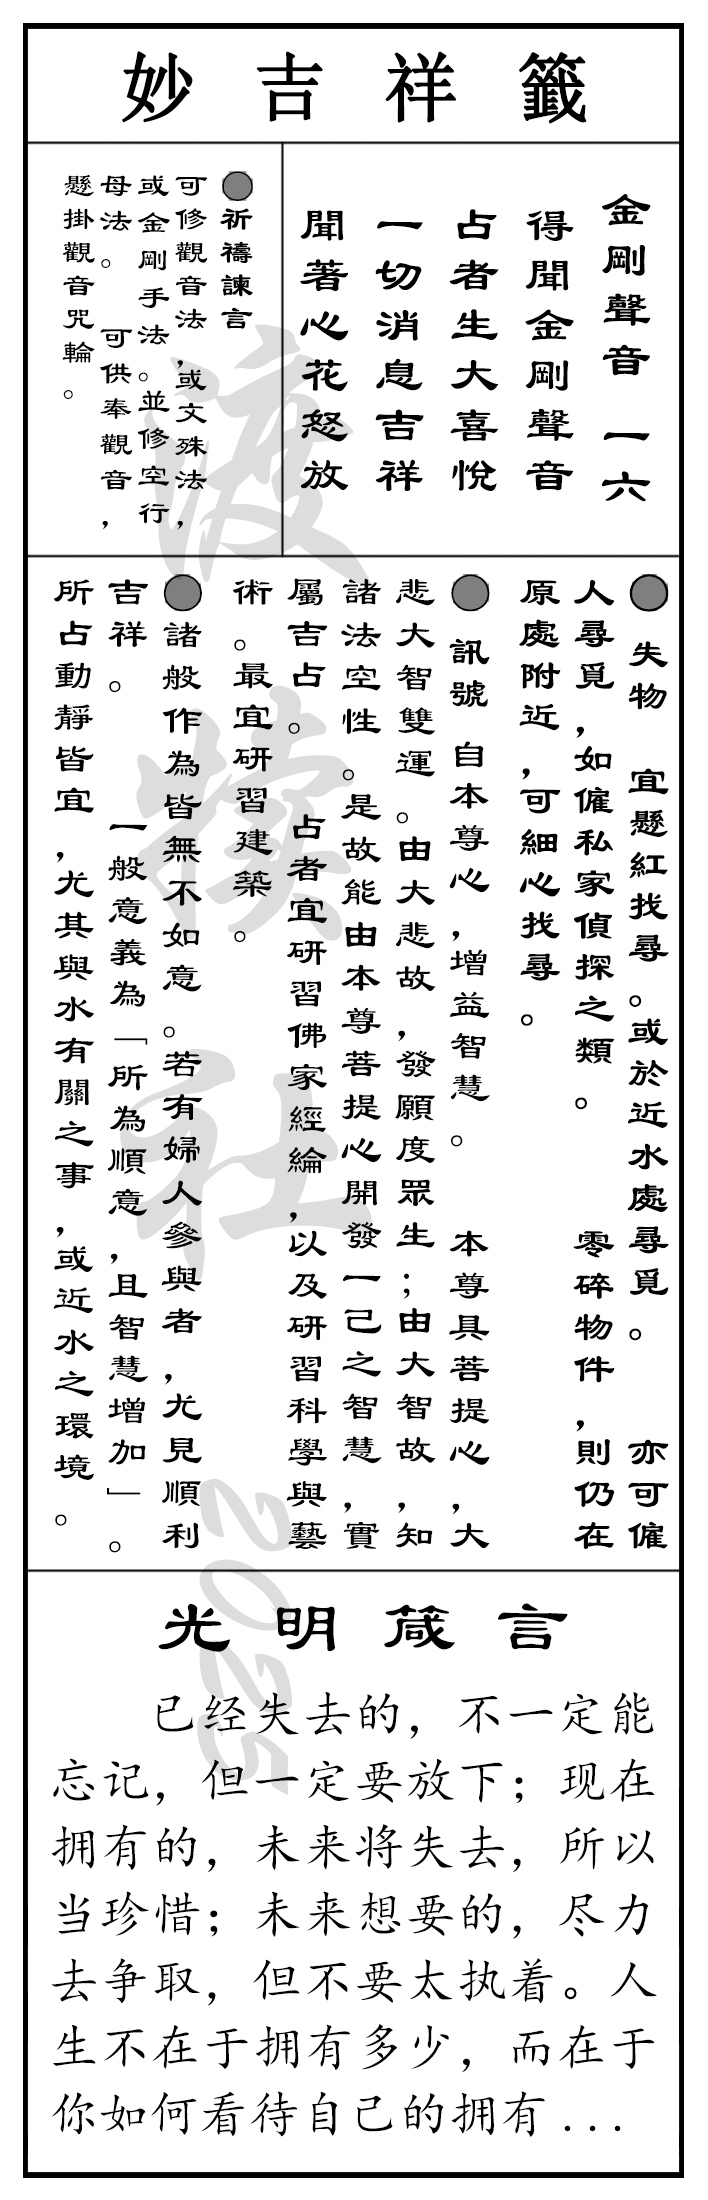 妙吉祥籤
金剛聲音 一六
得聞金剛聲音
占者生大喜悅
一切消息吉祥
聞著心花怒放
●祈禱諫言
可修觀音法,或文殊法,
或金剛手法。並修空行
母法。 可供奉觀音,
懸掛觀音咒輪。
● 失物 宜懸紅找尋。或於近水處尋覓。 亦可僱
人尋覓,如僱私家偵探之類。 零碎物件,則仍在
原處附近,可細心找尋。
● 訊號 自本尊心,增益智慧。 本尊具菩提心,大
悲大智雙運。由大悲故,發願度眾生;由大智故,知
諸法空性。是故能由本尊菩提心開發一己之智慧,實
屬吉占。 占者宜研習佛家經綸,以及研習科學與藝
術。最宜研習建築。
●諸般作為皆無不如意。若有婦人參與者,尤見順利
吉祥。 一般意義為「所為順意,且智慧增加」。
所占動靜皆宜,尤其與水有關之事,或近水之環境。
渡 社 2025
光明箴言
已经失去的，不一定能
忘记，但一定要放下；现在
拥有的，未来将失去，所以
当珍惜；未来想要的，尽力
去争取，但不要太执着。人
生不在于拥有多少，而在于
你如何看待自己的拥有...